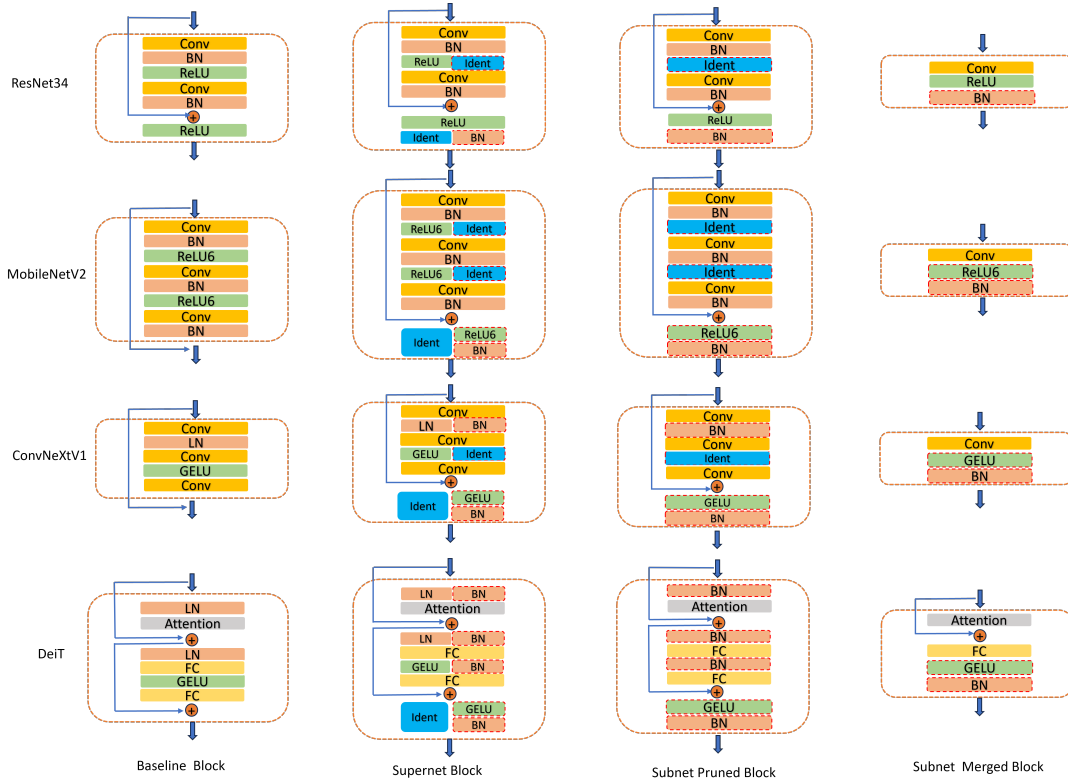 ResNet34
Conv
BN
ReLU
Conv
BN
+
ReLU
Conv
BN
ReLU Ident
Conv
BN
+
ReLU
Ident BN
Conv
BN
Ident
Conv
BN
+
ReLU
BN
Conv
ReLU
BN
MobileNetV2
Conv
BN
ReLU6
Conv
BN
ReLU6
Conv
BN
Conv
BN
ReLU6 Ident
Conv
BN
ReLU6 Ident
Conv
BN
+
Ident ReLU6
BN
Conv
BN
Ident
Conv
BN
Ident
Conv
BN
+
ReLU6
BN
Conv
ReLU6
BN
ConvNeXtV1
Conv
LN
Conv
GELU
Conv
Conv
LN BN
Conv
GELU Ident
Conv
+
Ident GELU
BN
Conv
BN
Conv
Ident
Conv
+
GELU
BN
Conv
GELU
BN
DeiT
LN
Attention
+
LN
FC
GELU
FC
+
LN BN
Attention
+
LN BN
FC
GELU BN
FC
+
Ident GELU
BN
BN
Attention
+
BN
FC
BN
FC
+
GELU
BN
Attention
+
FC
GELU
BN
Baseline Block
Supernet Block
Subnet Pruned Block
Subnet Merged Block